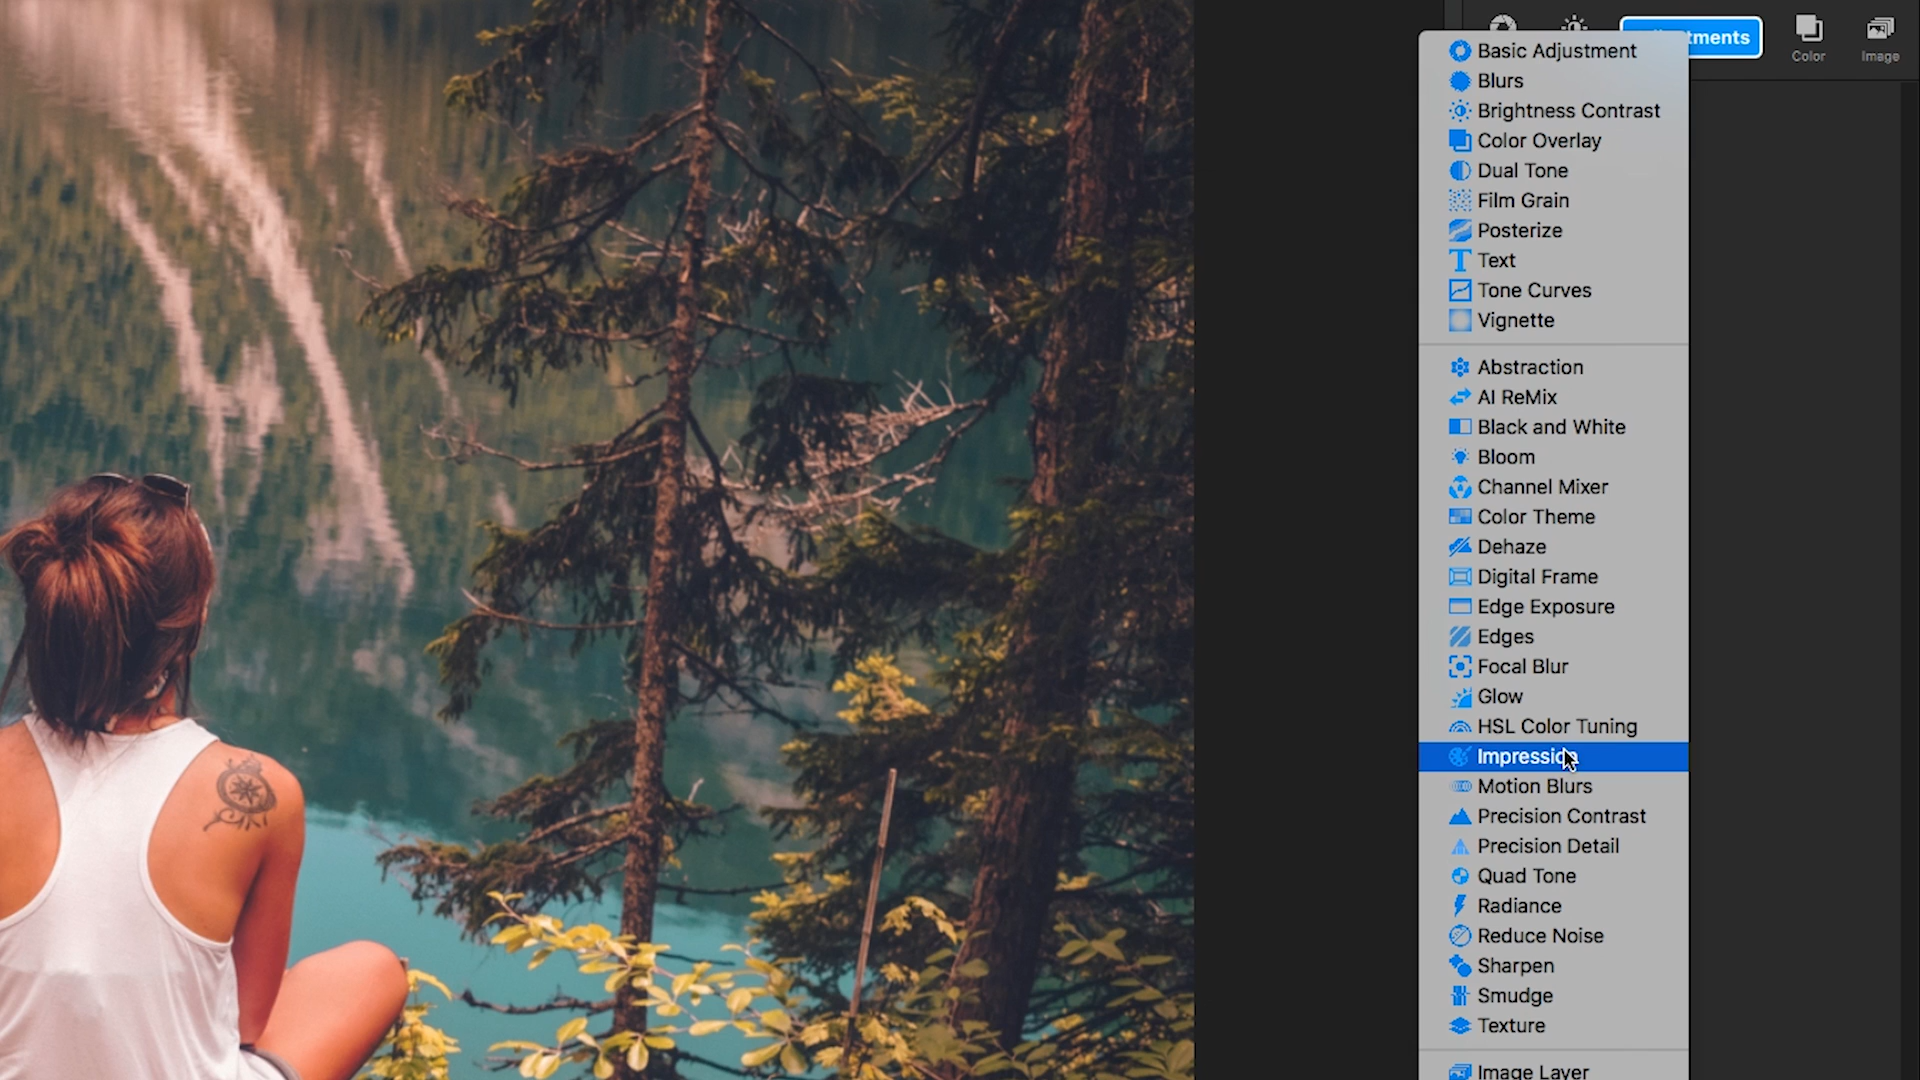 tments
Color
Image
Basic Adjustment
Blurs
Brightness Contrast
Color Overlay
Dual Tone
Film Grain
Posterize
Text
Tone Curves
Vignette
Abstraction
AI ReMix
Black and White
Bloom
Channel Mixer
Color Theme
Dehaze
Digital Frame
Edge Exposure
Edges
Focal Blur
Glow
HSL Color Tuning
Impression
Motion Blurs
Precision Contrast
Precision Detail
Quad Tone
Radiance
Reduce Noise
Sharpen
Smudge
Texture
Image Layer